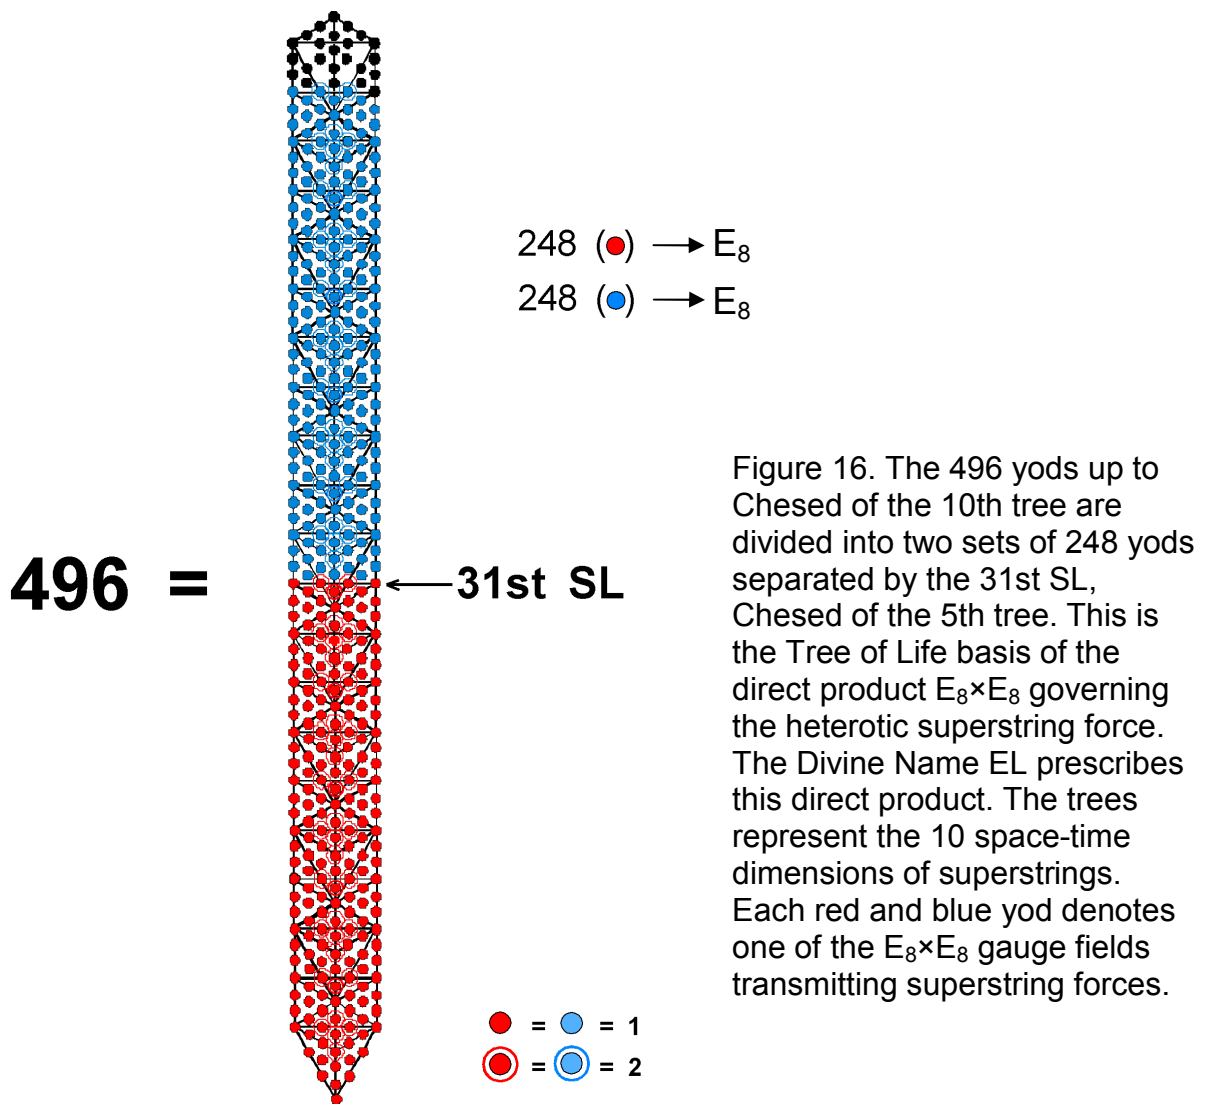 248 (●) → E₈
248 (●) → E₈
496 =
31st SL
Figure 16. The 496 yods up to
Chesed of the 10th tree are
divided into two sets of 248 yods
separated by the 31st SL,
Chesed of the 5th tree. This is
the Tree of Life basis of the
direct product E₈×E₈ governing
the heterotic superstring force.
The Divine Name EL prescribes
this direct product. The trees
represent the 10 space-time
dimensions of superstrings.
Each red and blue yod denotes
one of the E₈×E₈ gauge fields
transmitting superstring forces.
= = 1
= = 2